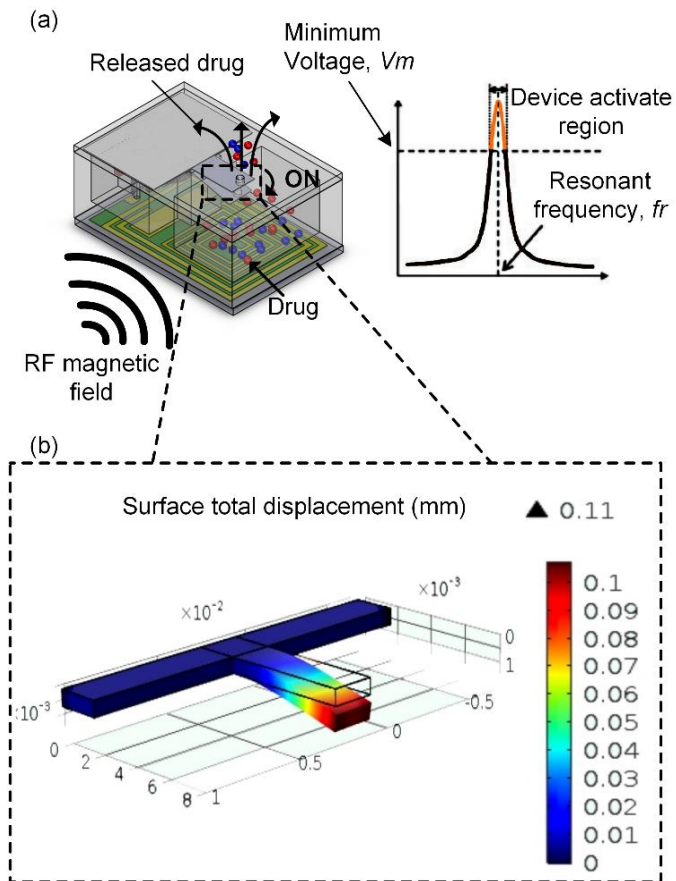 (a)
Released drug
Minimum
Voltage, Vm
Device activate
region
ON
Resonant
frequency, fr
Drug
RF magnetic
field
(b)
Surface total displacement (mm)
▲ 0.11
×10⁻²
×10⁻³
0
1
-0.5
0
0.5
1
×10⁻³
0
2
4
6
8
0.1
0.09
0.08
0.07
0.06
0.05
0.04
0.03
0.02
0.01
0